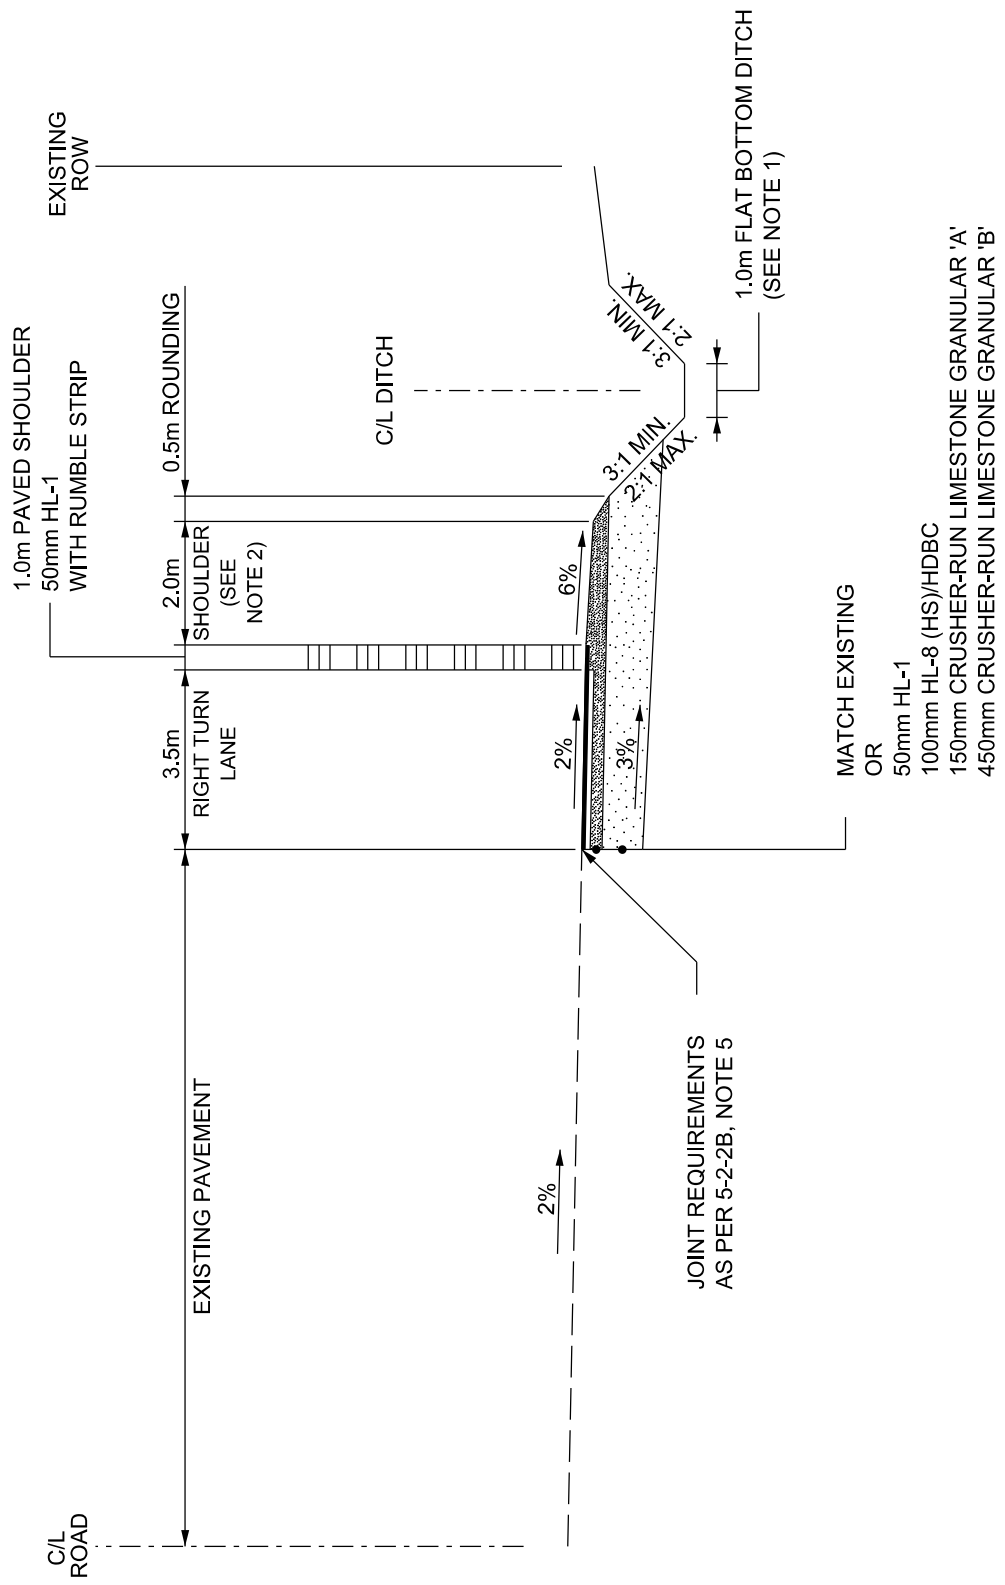 C/L
ROAD
EXISTING
ROW
1.0m PAVED SHOULDER
50mm HL-1
WITH RUMBLE STRIP
EXISTING PAVEMENT
3.5m
RIGHT TURN
LANE
2.0m
SHOULDER
(SEE
NOTE 2)
0.5m ROUNDING
C/L DITCH
2%
2%
6%
3%
3:1 MIN.
2:1 MAX.
3:1 MIN.
2:1 MAX.
1.0m FLAT BOTTOM DITCH
(SEE NOTE 1)
JOINT REQUIREMENTS
AS PER 5-2-2B, NOTE 5
MATCH EXISTING
OR
50mm HL-1
100mm HL-8 (HS)/HDBC
150mm CRUSHER-RUN LIMESTONE GRANULAR 'A'
450mm CRUSHER-RUN LIMESTONE GRANULAR 'B'